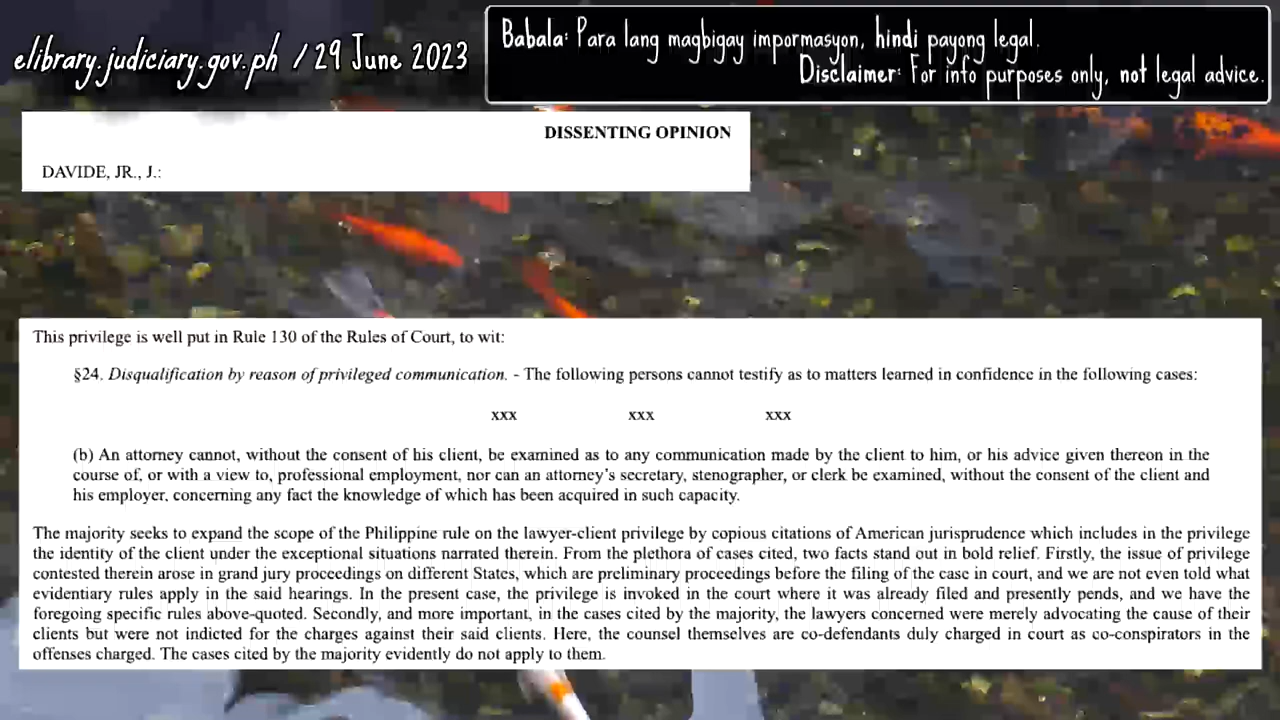 elibrary.judiciary.gov.ph / 29 June 2023
Babala: Para lang magbigay impormasyon, hindi payong legal.
Disclaimer: For info purposes only, not legal advice.
DISSENTING OPINION
DAVIDE, JR., J.:
This privilege is well put in Rule 130 of the Rules of Court, to wit:
§24. Disqualification by reason of privileged communication. - The following persons cannot testify as to matters learned in confidence in the following cases:
xxx xxx xxx
(b) An attorney cannot, without the consent of his client, be examined as to any communication made by the client to him, or his advice given thereon in the
course of, or with a view to, professional employment, nor can an attorney's secretary, stenographer, or clerk be examined, without the consent of the client and
his employer, concerning any fact the knowledge of which has been acquired in such capacity.
The majority seeks to expand the scope of the Philippine rule on the lawyer-client privilege by copious citations of American jurisprudence which includes in the privilege
the identity of the client under the exceptional situations narrated therein. From the plethora of cases cited, two facts stand out in bold relief. Firstly, the issue of privilege
contested therein arose in grand jury proceedings on different States, which are preliminary proceedings before the filing of the case in court, and we are not even told what
evidentiary rules apply in the said hearings. In the present case, the privilege is invoked in the court where it was already filed and presently pends, and we have the
foregoing specific rules above-quoted. Secondly, and more important, in the cases cited by the majority, the lawyers concerned were merely advocating the cause of their
clients but were not indicted for the charges against their said clients. Here, the counsel themselves are co-defendants duly charged in court as co-conspirators in the
offenses charged. The cases cited by the majority evidently do not apply to them.